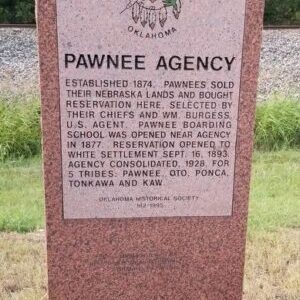 OKLAHOMA
PAWNEE AGENCY
ESTABLISHED 1874. PAWNEES SOLD
THEIR NEBRASKA LANDS AND BOUGHT
RESERVATION HERE, SELECTED BY
THEIR CHIEFS AND WM. BURGESS,
U.S. AGENT. PAWNEE BOARDING
SCHOOL WAS OPENED NEAR AGENCY
IN 1877. RESERVATION OPENED TO
WHITE SETTLEMENT SEPT. 16, 1893.
AGENCY CONSOLIDATED, 1928, FOR
5 TRIBES: PAWNEE, OTO, PONCA,
TONKAWA AND KAW.
OKLAHOMA HISTORICAL SOCIETY
162-1995